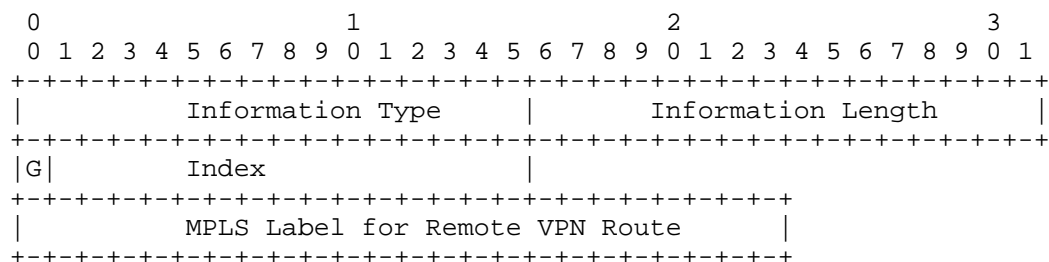 0                   1                   2                   3
 0 1 2 3 4 5 6 7 8 9 0 1 2 3 4 5 6 7 8 9 0 1 2 3 4 5 6 7 8 9 0 1
+-+-+-+-+-+-+-+-+-+-+-+-+-+-+-+-+-+-+-+-+-+-+-+-+-+-+-+-+-+-+-+-+
|          Information Type     |       Information Length      |
+-+-+-+-+-+-+-+-+-+-+-+-+-+-+-+-+-+-+-+-+-+-+-+-+-+-+-+-+-+-+-+-+
|G|        Index                |
+-+-+-+-+-+-+-+-+-+-+-+-+-+-+-+-+-+-+-+-+-+-+-+-+
|          MPLS Label for Remote VPN Route      |
+-+-+-+-+-+-+-+-+-+-+-+-+-+-+-+-+-+-+-+-+-+-+-+-+